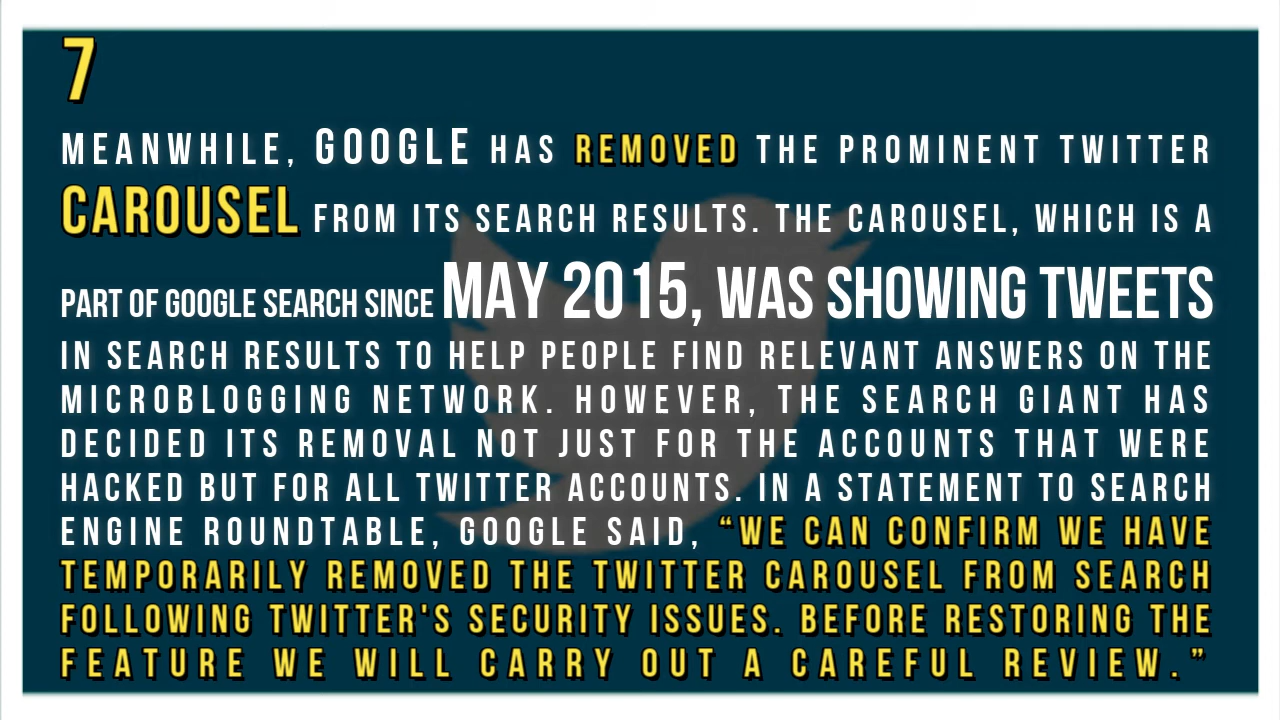 7
MEANWHILE, GOOGLE HAS REMOVED THE PROMINENT TWITTER
CAROUSEL FROM ITS SEARCH RESULTS. THE CAROUSEL, WHICH IS A
PART OF GOOGLE SEARCH SINCE MAY 2015, WAS SHOWING TWEETS
IN SEARCH RESULTS TO HELP PEOPLE FIND RELEVANT ANSWERS ON THE
MICROBLOGGING NETWORK. HOWEVER, THE SEARCH GIANT HAS
DECIDED ITS REMOVAL NOT JUST FOR THE ACCOUNTS THAT WERE
HACKED BUT FOR ALL TWITTER ACCOUNTS. IN A STATEMENT TO SEARCH
ENGINE ROUNDTABLE, GOOGLE SAID, “WE CAN CONFIRM WE HAVE
TEMPORARILY REMOVED THE TWITTER CAROUSEL FROM SEARCH
FOLLOWING TWITTER'S SECURITY ISSUES. BEFORE RESTORING THE
FEATURE WE WILL CARRY OUT A CAREFUL REVIEW.”